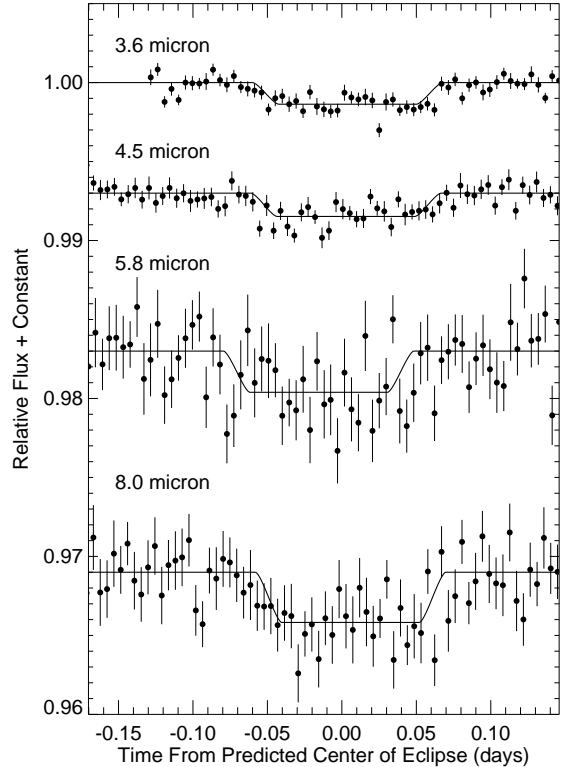 3.6 micron
1.00
4.5 micron
0.99
5.8 micron
0.98
8.0 micron
0.97
0.96
Relative Flux + Constant
-0.15 -0.10 -0.05 0.00 0.05 0.10
Time From Predicted Center of Eclipse (days)